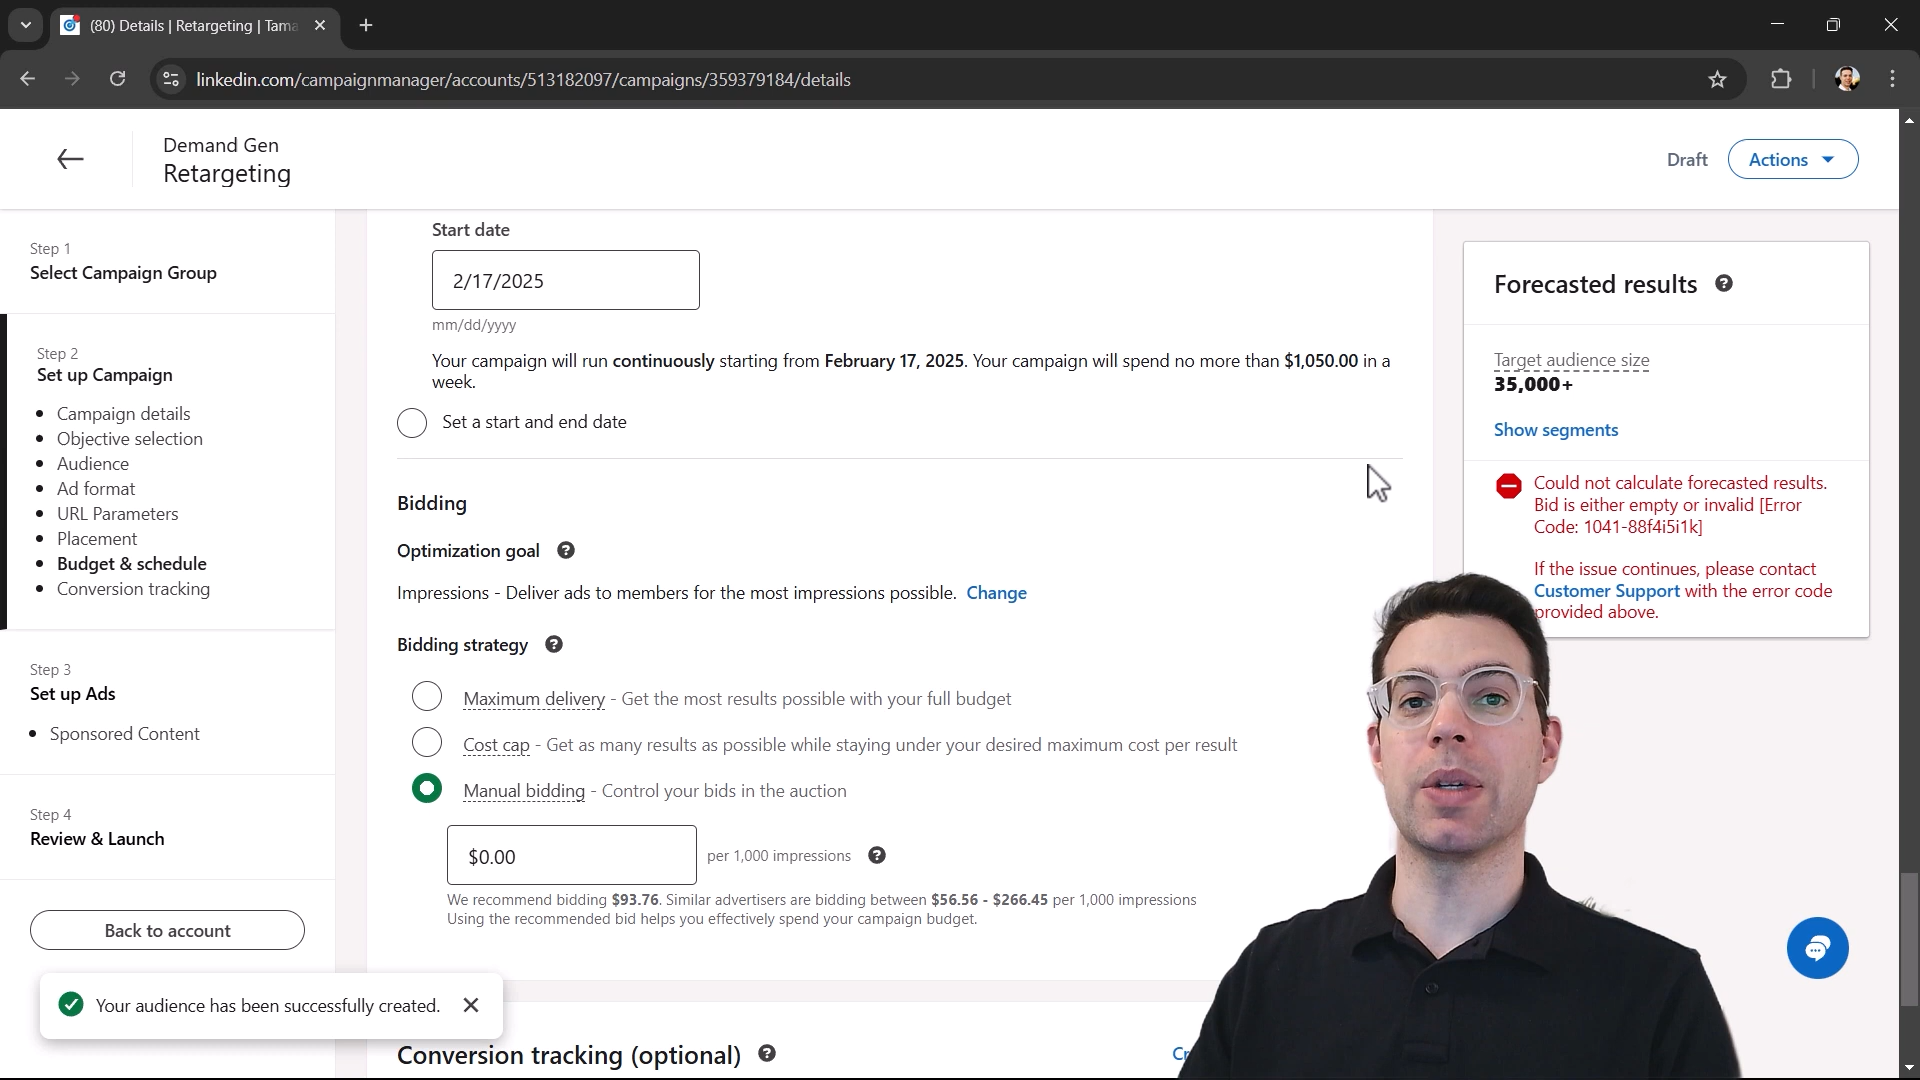 (80) Details | Retargeting | Tama
linkedin.com/campaignmanager/accounts/513182097/campaigns/359379184/details
Demand Gen
Retargeting
Draft
Actions
Step 1
Select Campaign Group
Step 2
Set up Campaign
Campaign details
Objective selection
Audience
Ad format
URL Parameters
Placement
Budget & schedule
Conversion tracking
Step 3
Set up Ads
Sponsored Content
Step 4
Review & Launch
Back to account
Your audience has been successfully created.
Start date
2/17/2025
mm/dd/yyyy
Your campaign will run continuously starting from February 17, 2025. Your campaign will spend no more than $1,050.00 in a
week.
Set a start and end date
Bidding
Optimization goal
Impressions - Deliver ads to members for the most impressions possible. Change
Bidding strategy
Maximum delivery - Get the most results possible with your full budget
Cost cap - Get as many results as possible while staying under your desired maximum cost per result
Manual bidding - Control your bids in the auction
$0.00
per 1,000 impressions
We recommend bidding $93.76. Similar advertisers are bidding between $56.56 - $266.45 per 1,000 impressions
Using the recommended bid helps you effectively spend your campaign budget.
Conversion tracking (optional)
Cr
Forecasted results
Target audience size
35,000+
Show segments
Could not calculate forecasted results.
Bid is either empty or invalid [Error
Code: 1041-88f4i5i1k]
If the issue continues, please contact
Customer Support with the error code
provided above.